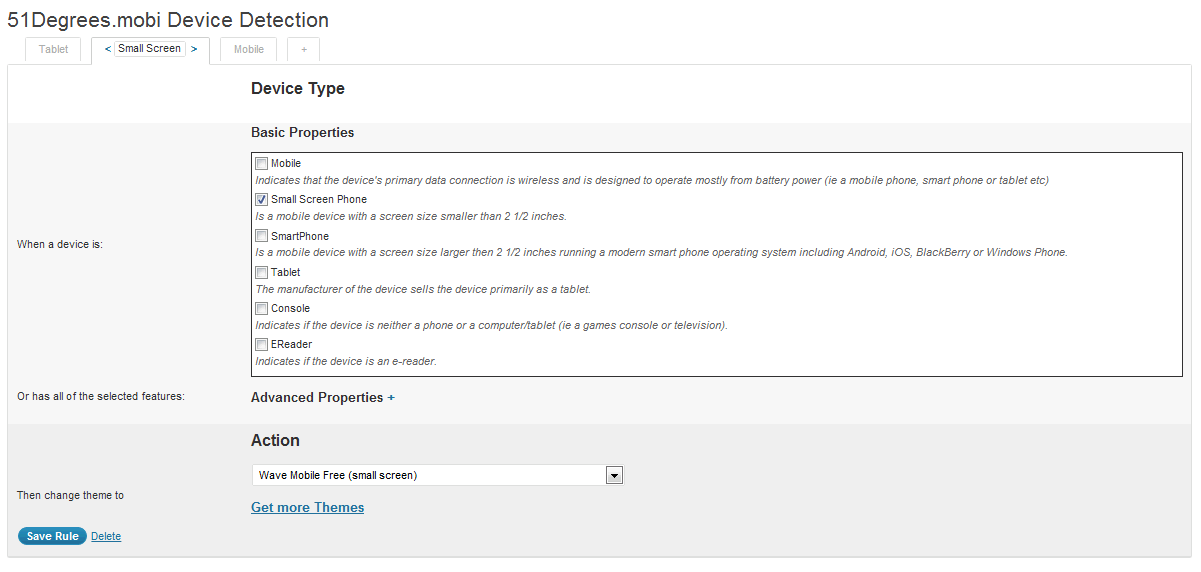 51Degrees.mobi Device Detection
Tablet < Small Screen > Mobile +
Device Type
Basic Properties
When a device is:
Mobile
Indicates that the device's primary data connection is wireless and is designed to operate mostly from battery power (ie a mobile phone, smart phone or tablet etc)
Small Screen Phone
Is a mobile device with a screen size smaller than 2 1/2 inches.
SmartPhone
Is a mobile device with a screen size larger then 2 1/2 inches running a modern smart phone operating system including Android, iOS, BlackBerry or Windows Phone.
Tablet
The manufacturer of the device sells the device primarily as a tablet.
Console
Indicates if the device is neither a phone or a computer/tablet (ie a games console or television).
EReader
Indicates if the device is an e-reader.
Or has all of the selected features:
Advanced Properties +
Action
Then change theme to
Wave Mobile Free (small screen)
Get more Themes
Save Rule Delete